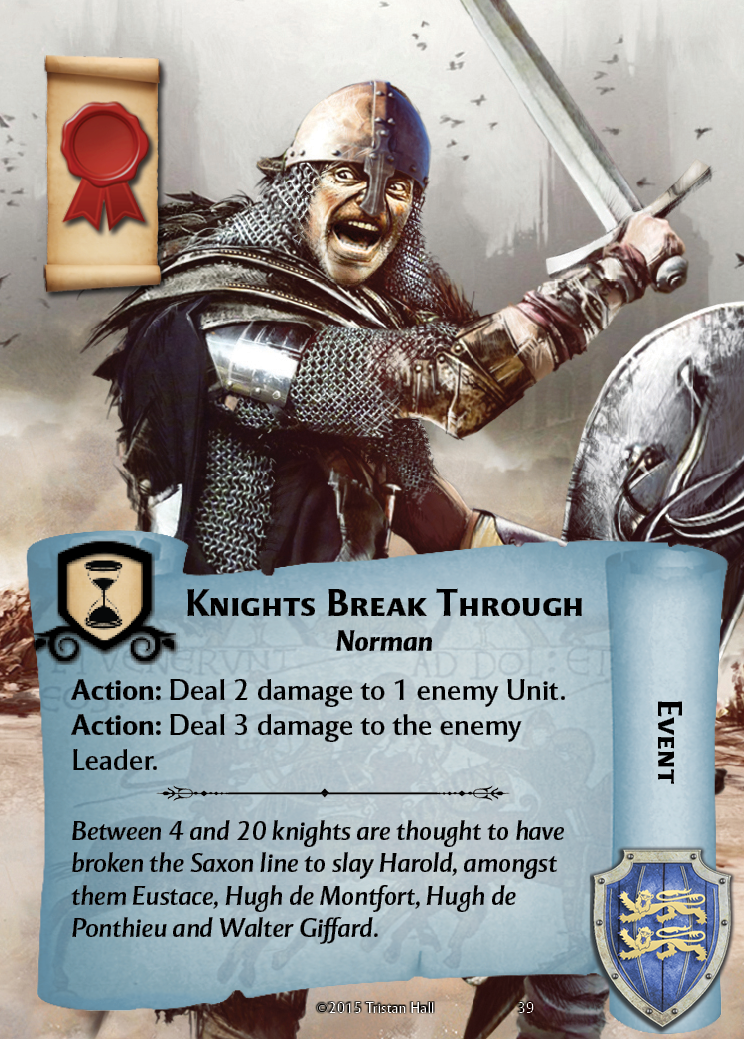 Knights Break Through
Norman
Action: Deal 2 damage to 1 enemy Unit.
Action: Deal 3 damage to the enemy
Leader.
Between 4 and 20 knights are thought to have
broken the Saxon line to slay Harold, amongst
them Eustace, Hugh de Montfort, Hugh de
Ponthieu and Walter Giffard.
Event
©2015 Tristan Hall
39